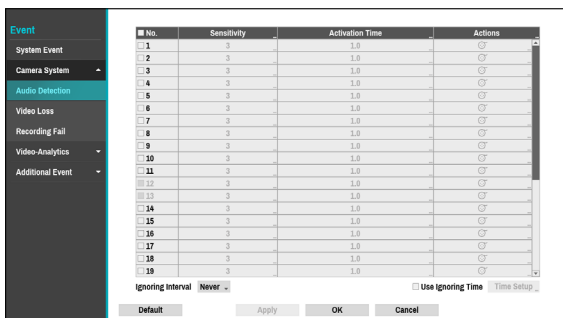 Event
System Event
Camera System
Audio Detection
Video Loss
Recording Fail
Video-Analytics
Additional Event
No. Sensitivity Activation Time Actions
1 3 1.0
2 3 1.0
3 3 1.0
4 3 1.0
5 3 1.0
6 3 1.0
7 3 1.0
8 3 1.0
9 3 1.0
10 3 1.0
11 3 1.0
12 3 1.0
13 3 1.0
14 3 1.0
15 3 1.0
16 3 1.0
17 3 1.0
18 3 1.0
19 3 1.0
Ignoring Interval Never Use Ignoring Time Time Setup
Default Apply OK Cancel